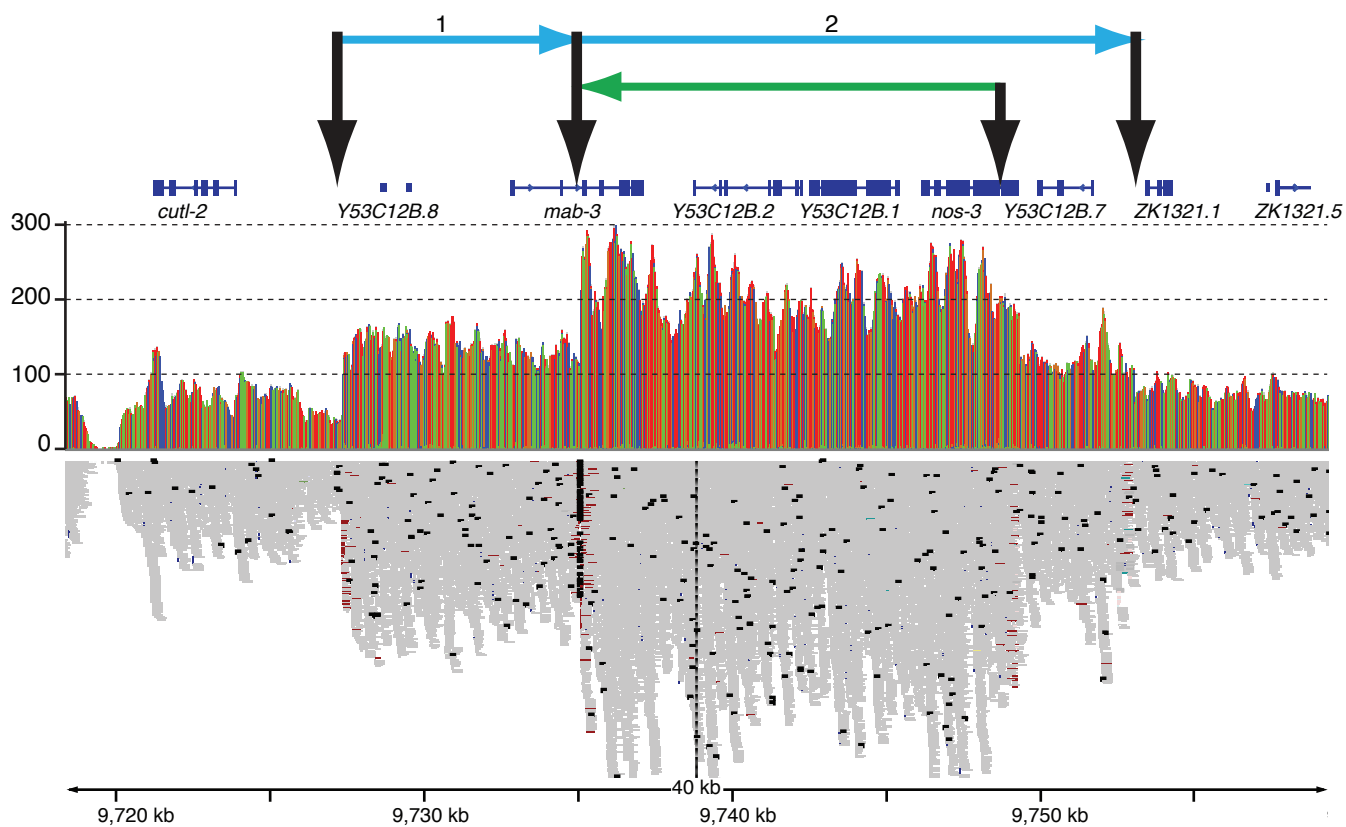 1 2
cutl-2 Y53C12B.8 mab-3 Y53C12B.2 Y53C12B.1 nos-3 Y53C12B.7 ZK1321.1 ZK1321.5
300
200
100
0
40 kb
9,720 kb 9,730 kb 9,740 kb 9,750 kb